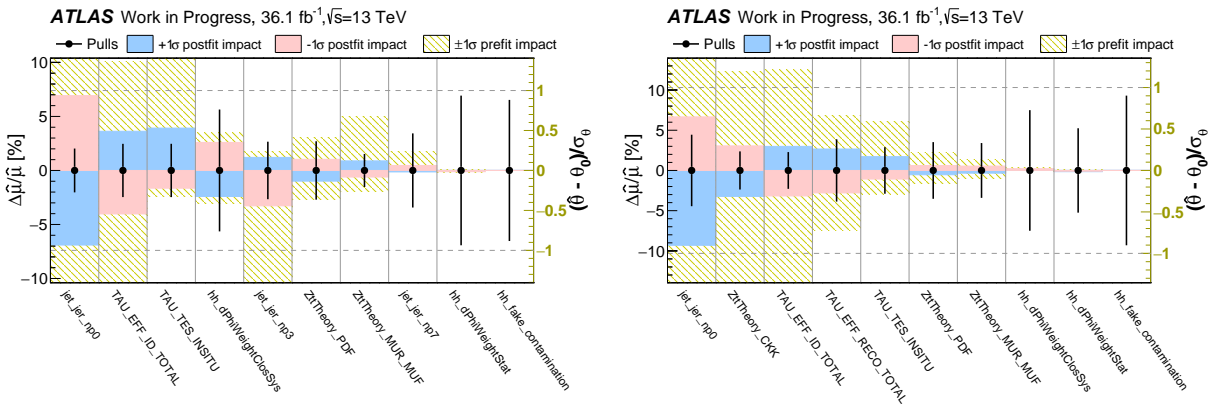 ATLAS Work in Progress, 36.1 fb-1,√s=13 TeV
Pulls +1σ postfit impact -1σ postfit impact ±1σ prefit impact
10
5
0
−5
−10
Δμ̂/μ̂ [%]
1
0.5
0
−0.5
−1
(θ̂ - θ0)/σθ
jet_jer_np0
TAU_EFF_ID_TOTAL
TAU_TES_INSITU
hh_dPhiWeightClosSys
jet_jer_np3
ZttTheory_PDF
ZttTheory_MUR_MUF
jet_jer_np7
hh_dPhiWeightStat
hh_fake_contamination
ATLAS Work in Progress, 36.1 fb-1,√s=13 TeV
Pulls +1σ postfit impact -1σ postfit impact ±1σ prefit impact
10
5
0
−5
−10
Δμ̂/μ̂ [%]
1
0.5
0
−0.5
−1
(θ̂ - θ0)/σθ
jet_jer_np0
ZttTheory_CKK
TAU_EFF_ID_TOTAL
TAU_EFF_RECO_TOTAL
TAU_TES_INSITU
ZttTheory_PDF
ZttTheory_MUR_MUF
hh_dPhiWeightClosSys
hh_dPhiWeightStat
hh_fake_contamination